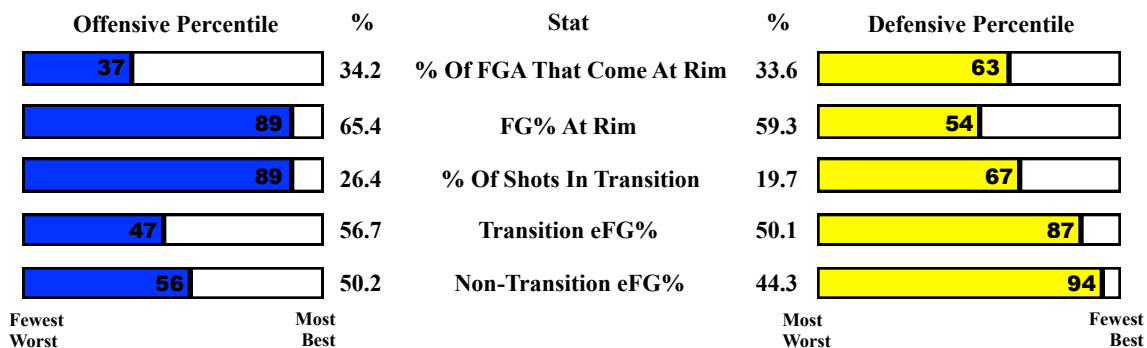 Offensive Percentile % Stat % Defensive Percentile
37 34.2 % Of FGA That Come At Rim 33.6 63
89 65.4 FG% At Rim 59.3 54
89 26.4 % Of Shots In Transition 19.7 67
47 56.7 Transition eFG% 50.1 87
56 50.2 Non-Transition eFG% 44.3 94
Fewest Most Most Fewest
Worst Best Worst Best